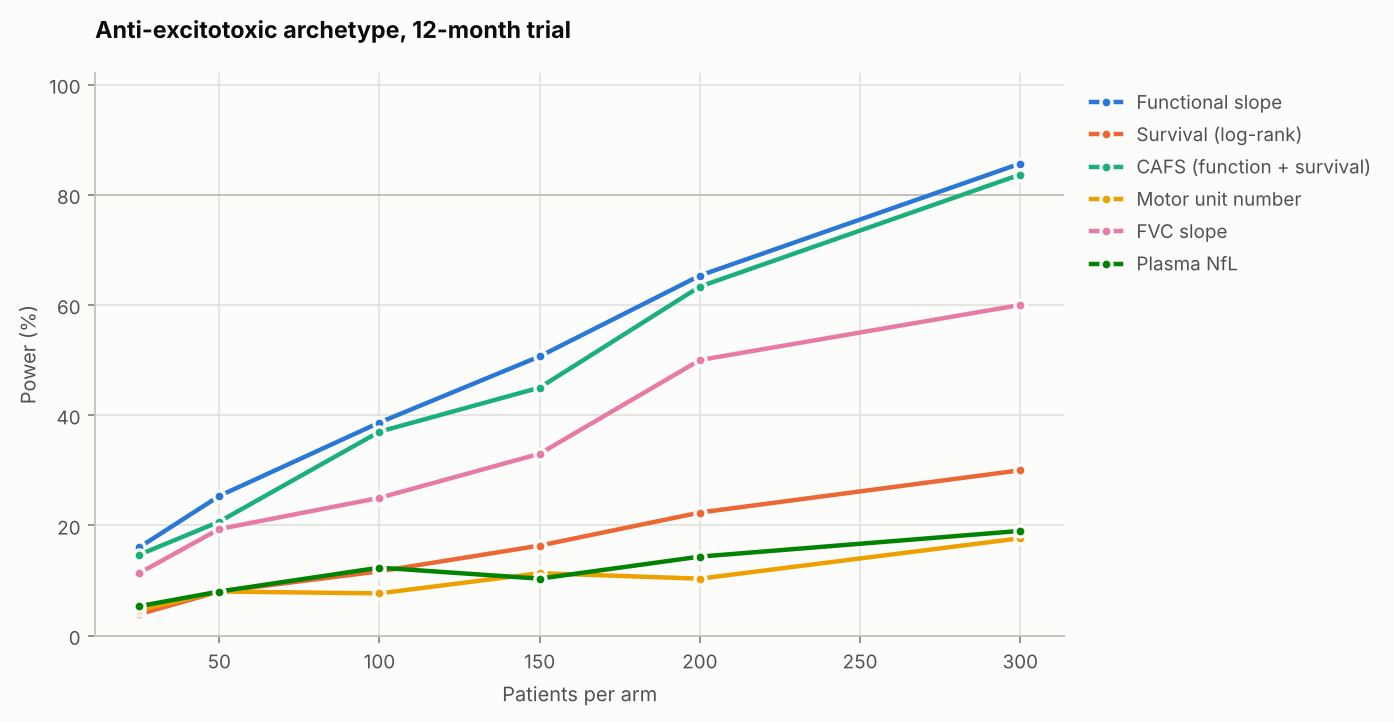 Anti-excitotoxic archetype, 12-month trial
100
80
60
40
20
0
Power (%)
50
100
150
200
250
300
Patients per arm
Functional slope
Survival (log-rank)
CAFS (function + survival)
Motor unit number
FVC slope
Plasma NfL